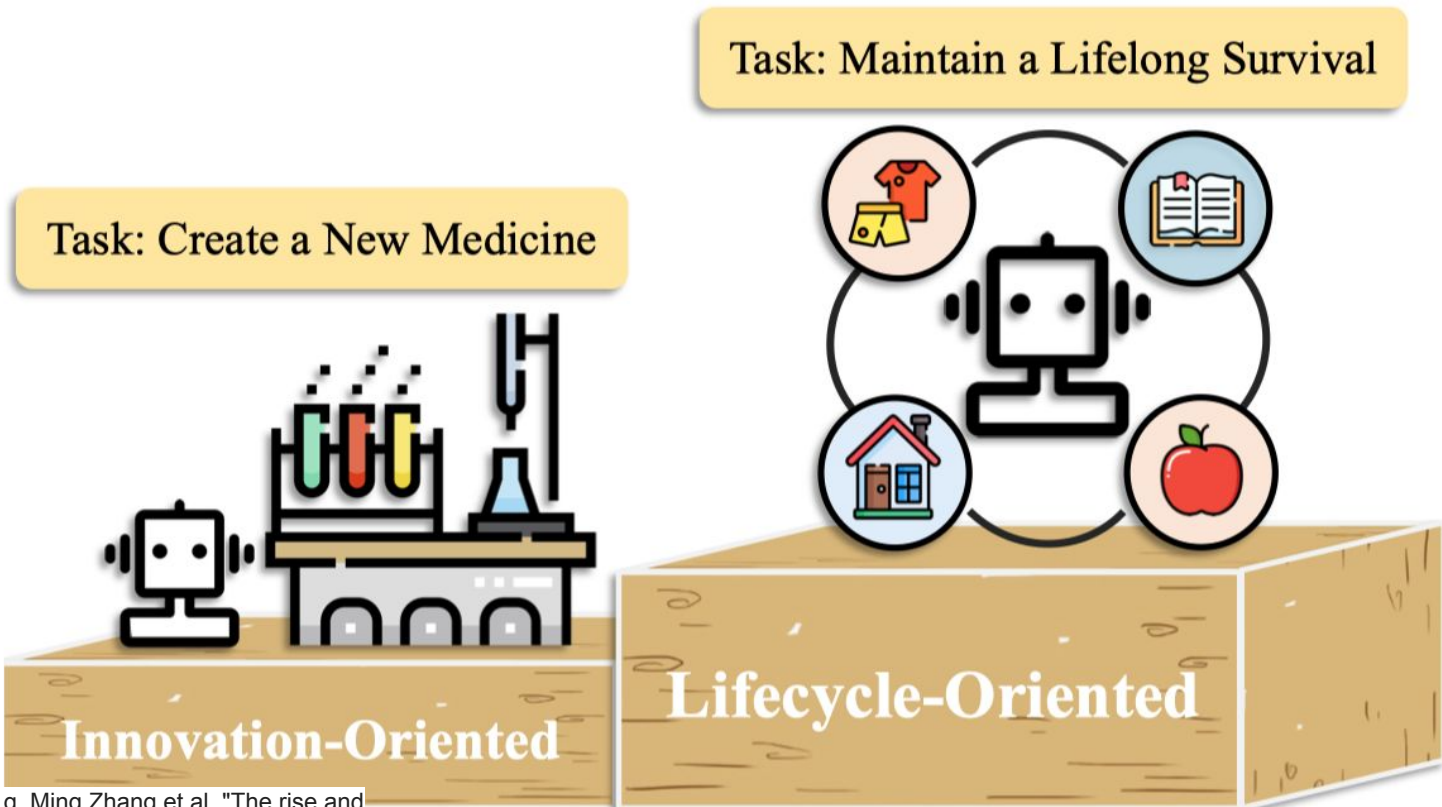 Task: Maintain a Lifelong Survival
Task: Create a New Medicine
Lifecycle-Oriented
Innovation-Oriented
g, Ming Zhang et al. "The rise and